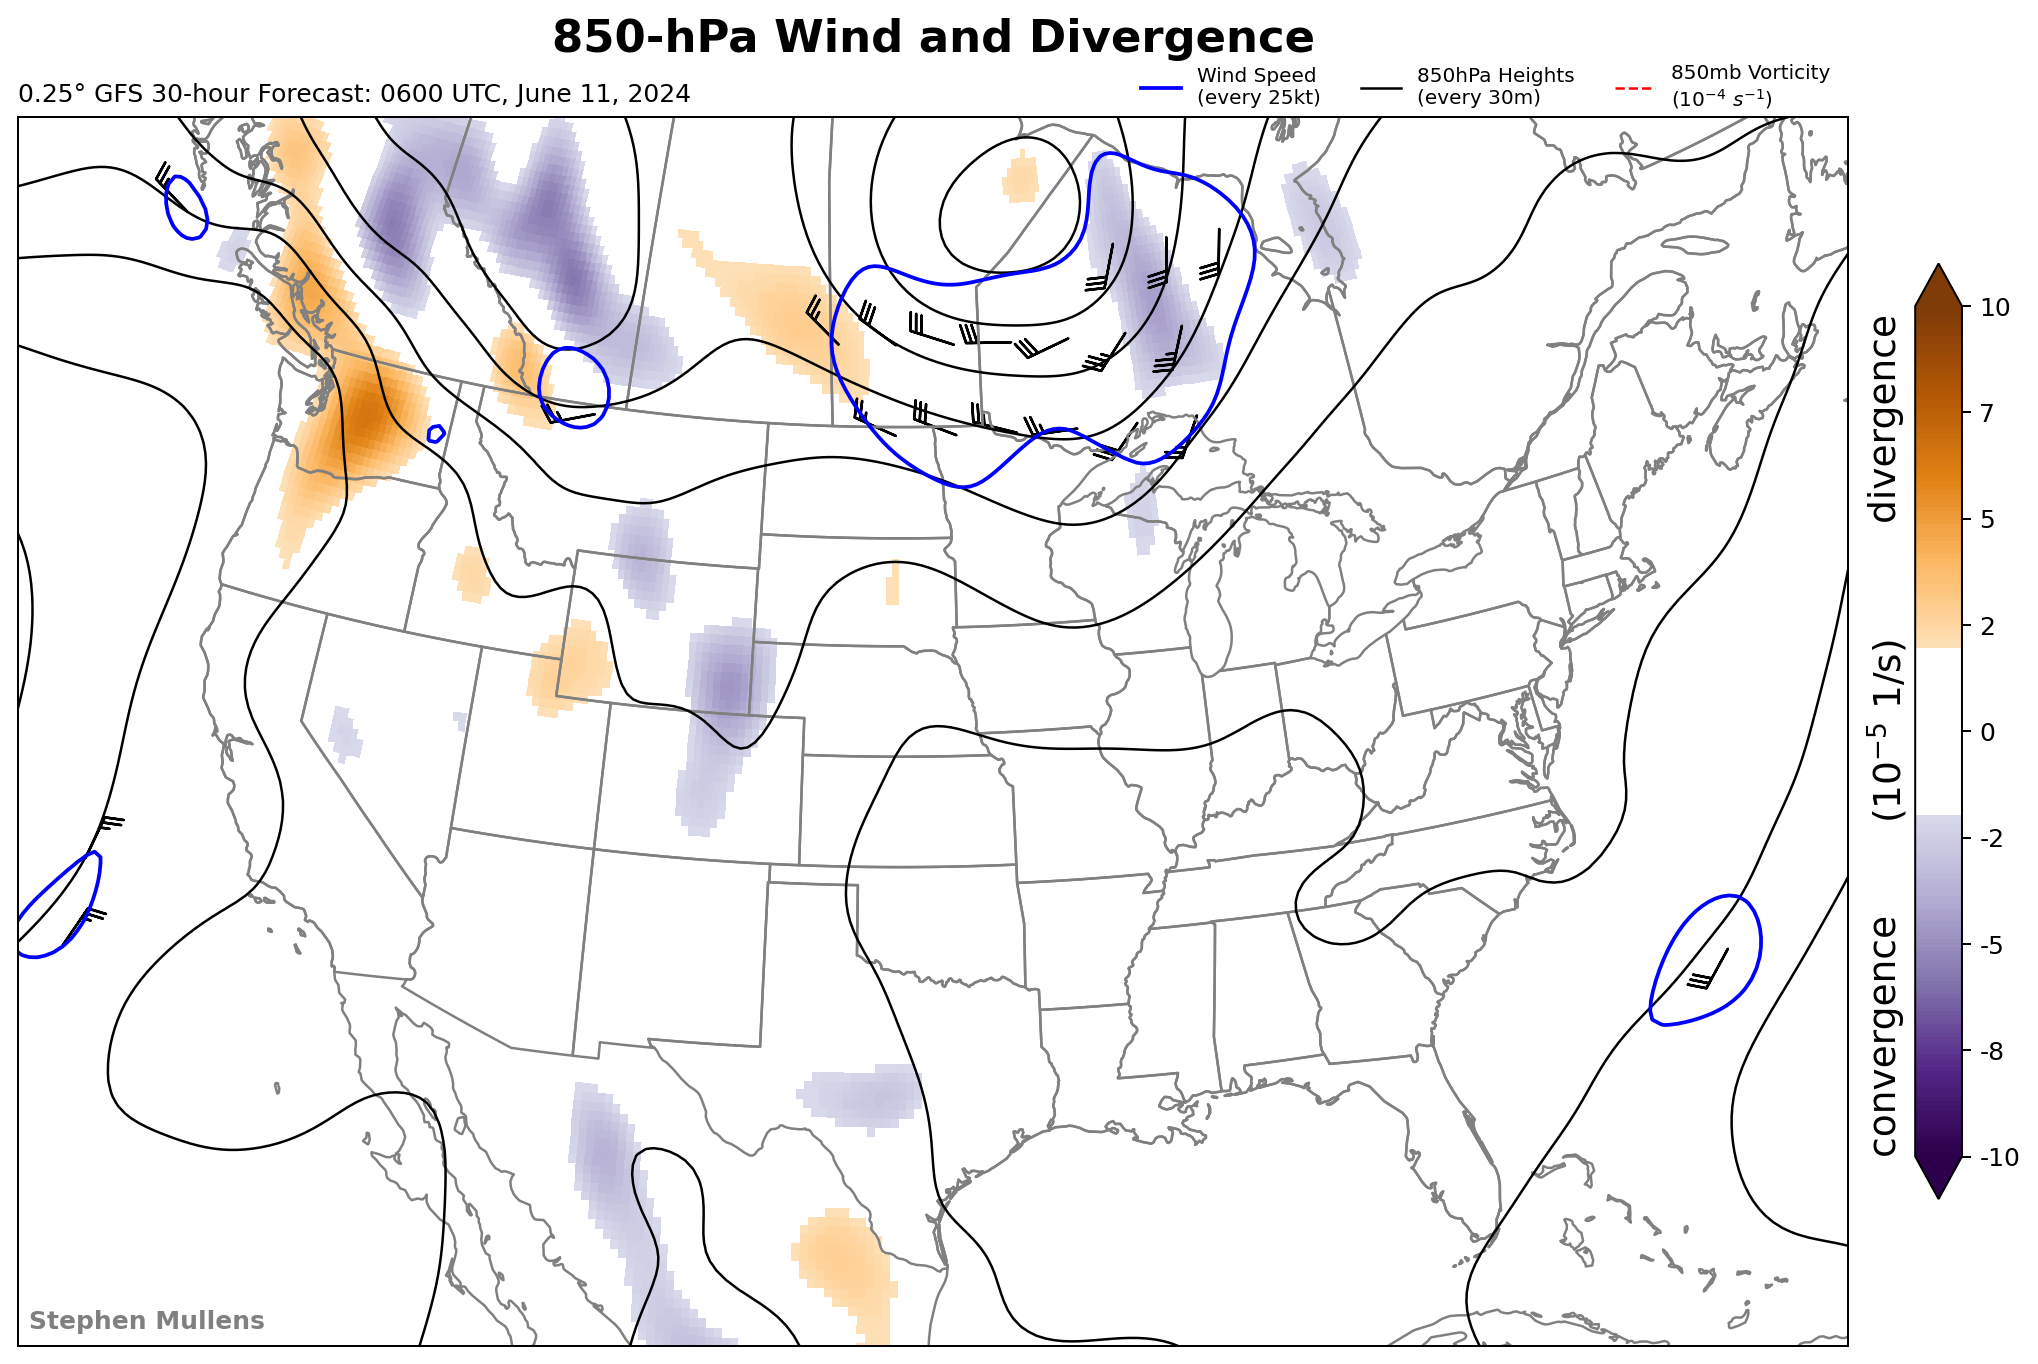 850-hPa Wind and Divergence
0.25° GFS 30-hour Forecast: 0600 UTC, June 11, 2024
Wind Speed
(every 25kt)
850hPa Heights
(every 30m)
850mb Vorticity
(10⁻⁴ s⁻¹)
10
7
5
2
0
-2
-5
-8
-10
convergence (10⁻⁵ 1/s) divergence
Stephen Mullens